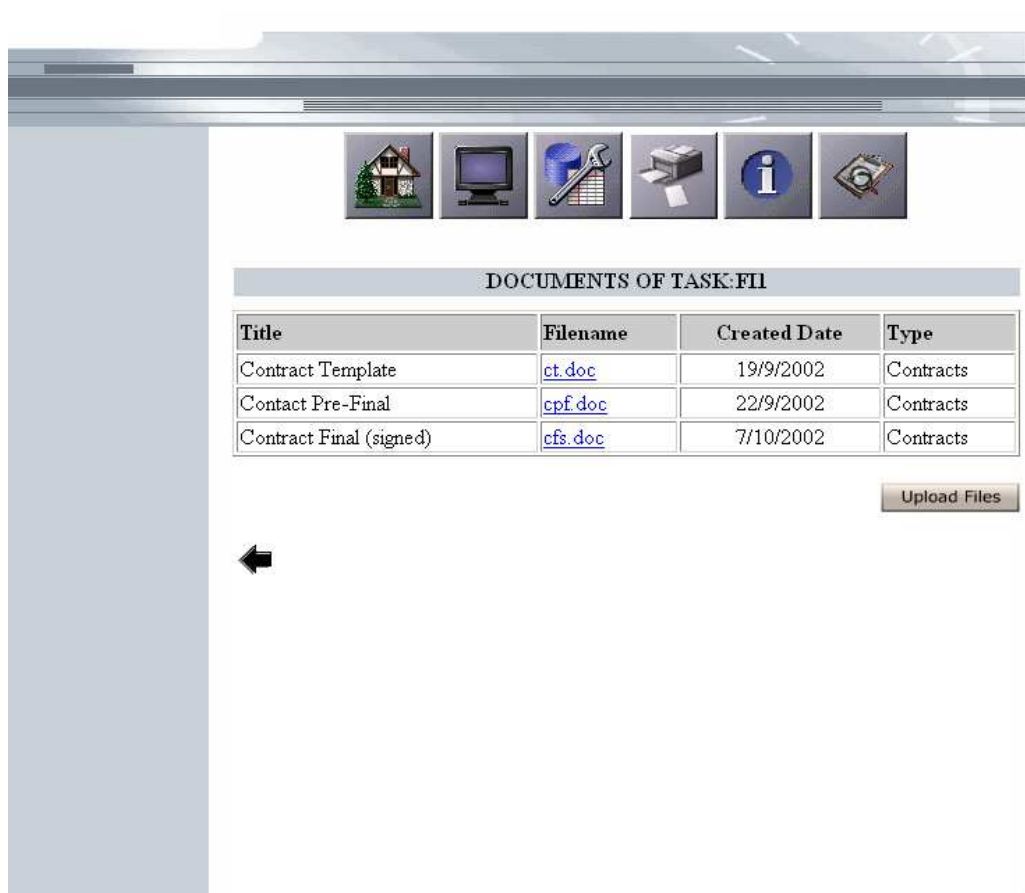 DOCUMENTS OF TASK:FI1
Title Filename Created Date Type
Contract Template ct.doc 19/9/2002 Contracts
Contact Pre-Final cpf.doc 22/9/2002 Contracts
Contract Final (signed) cfs.doc 7/10/2002 Contracts
Upload Files